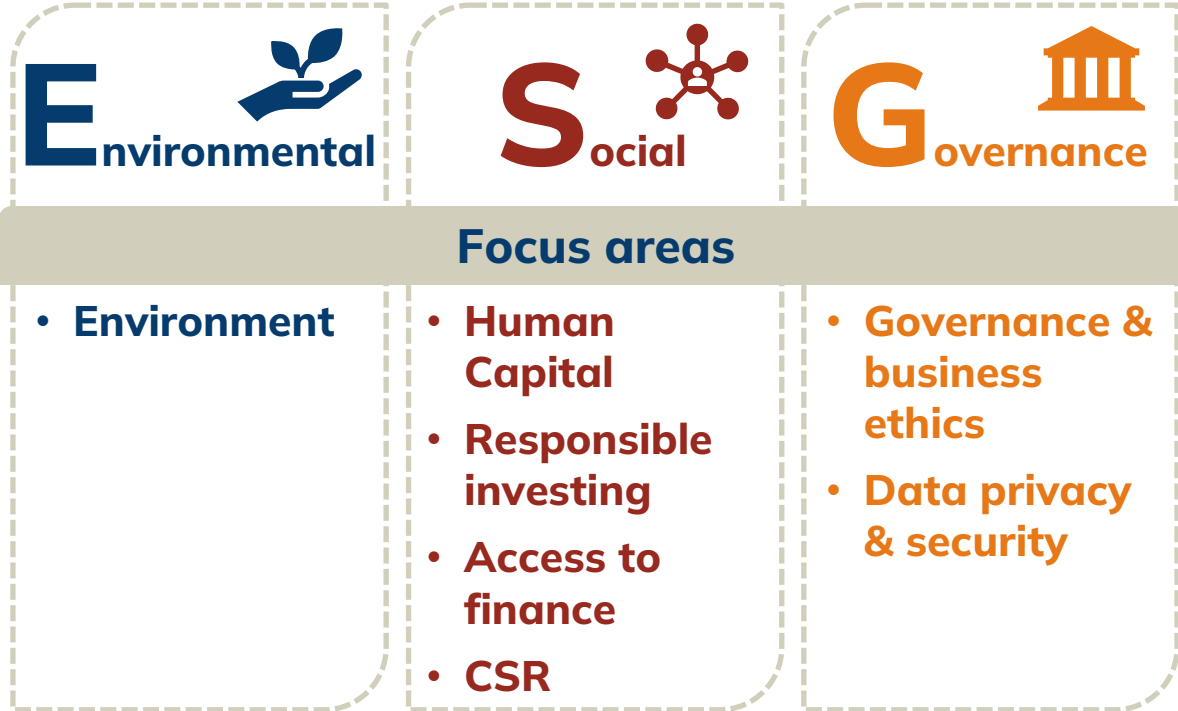 Environmental
Social
Governance
Focus areas
• Environment
• Human
Capital
• Responsible
investing
• Access to
finance
• CSR
• Governance &
business
ethics
• Data privacy
& security